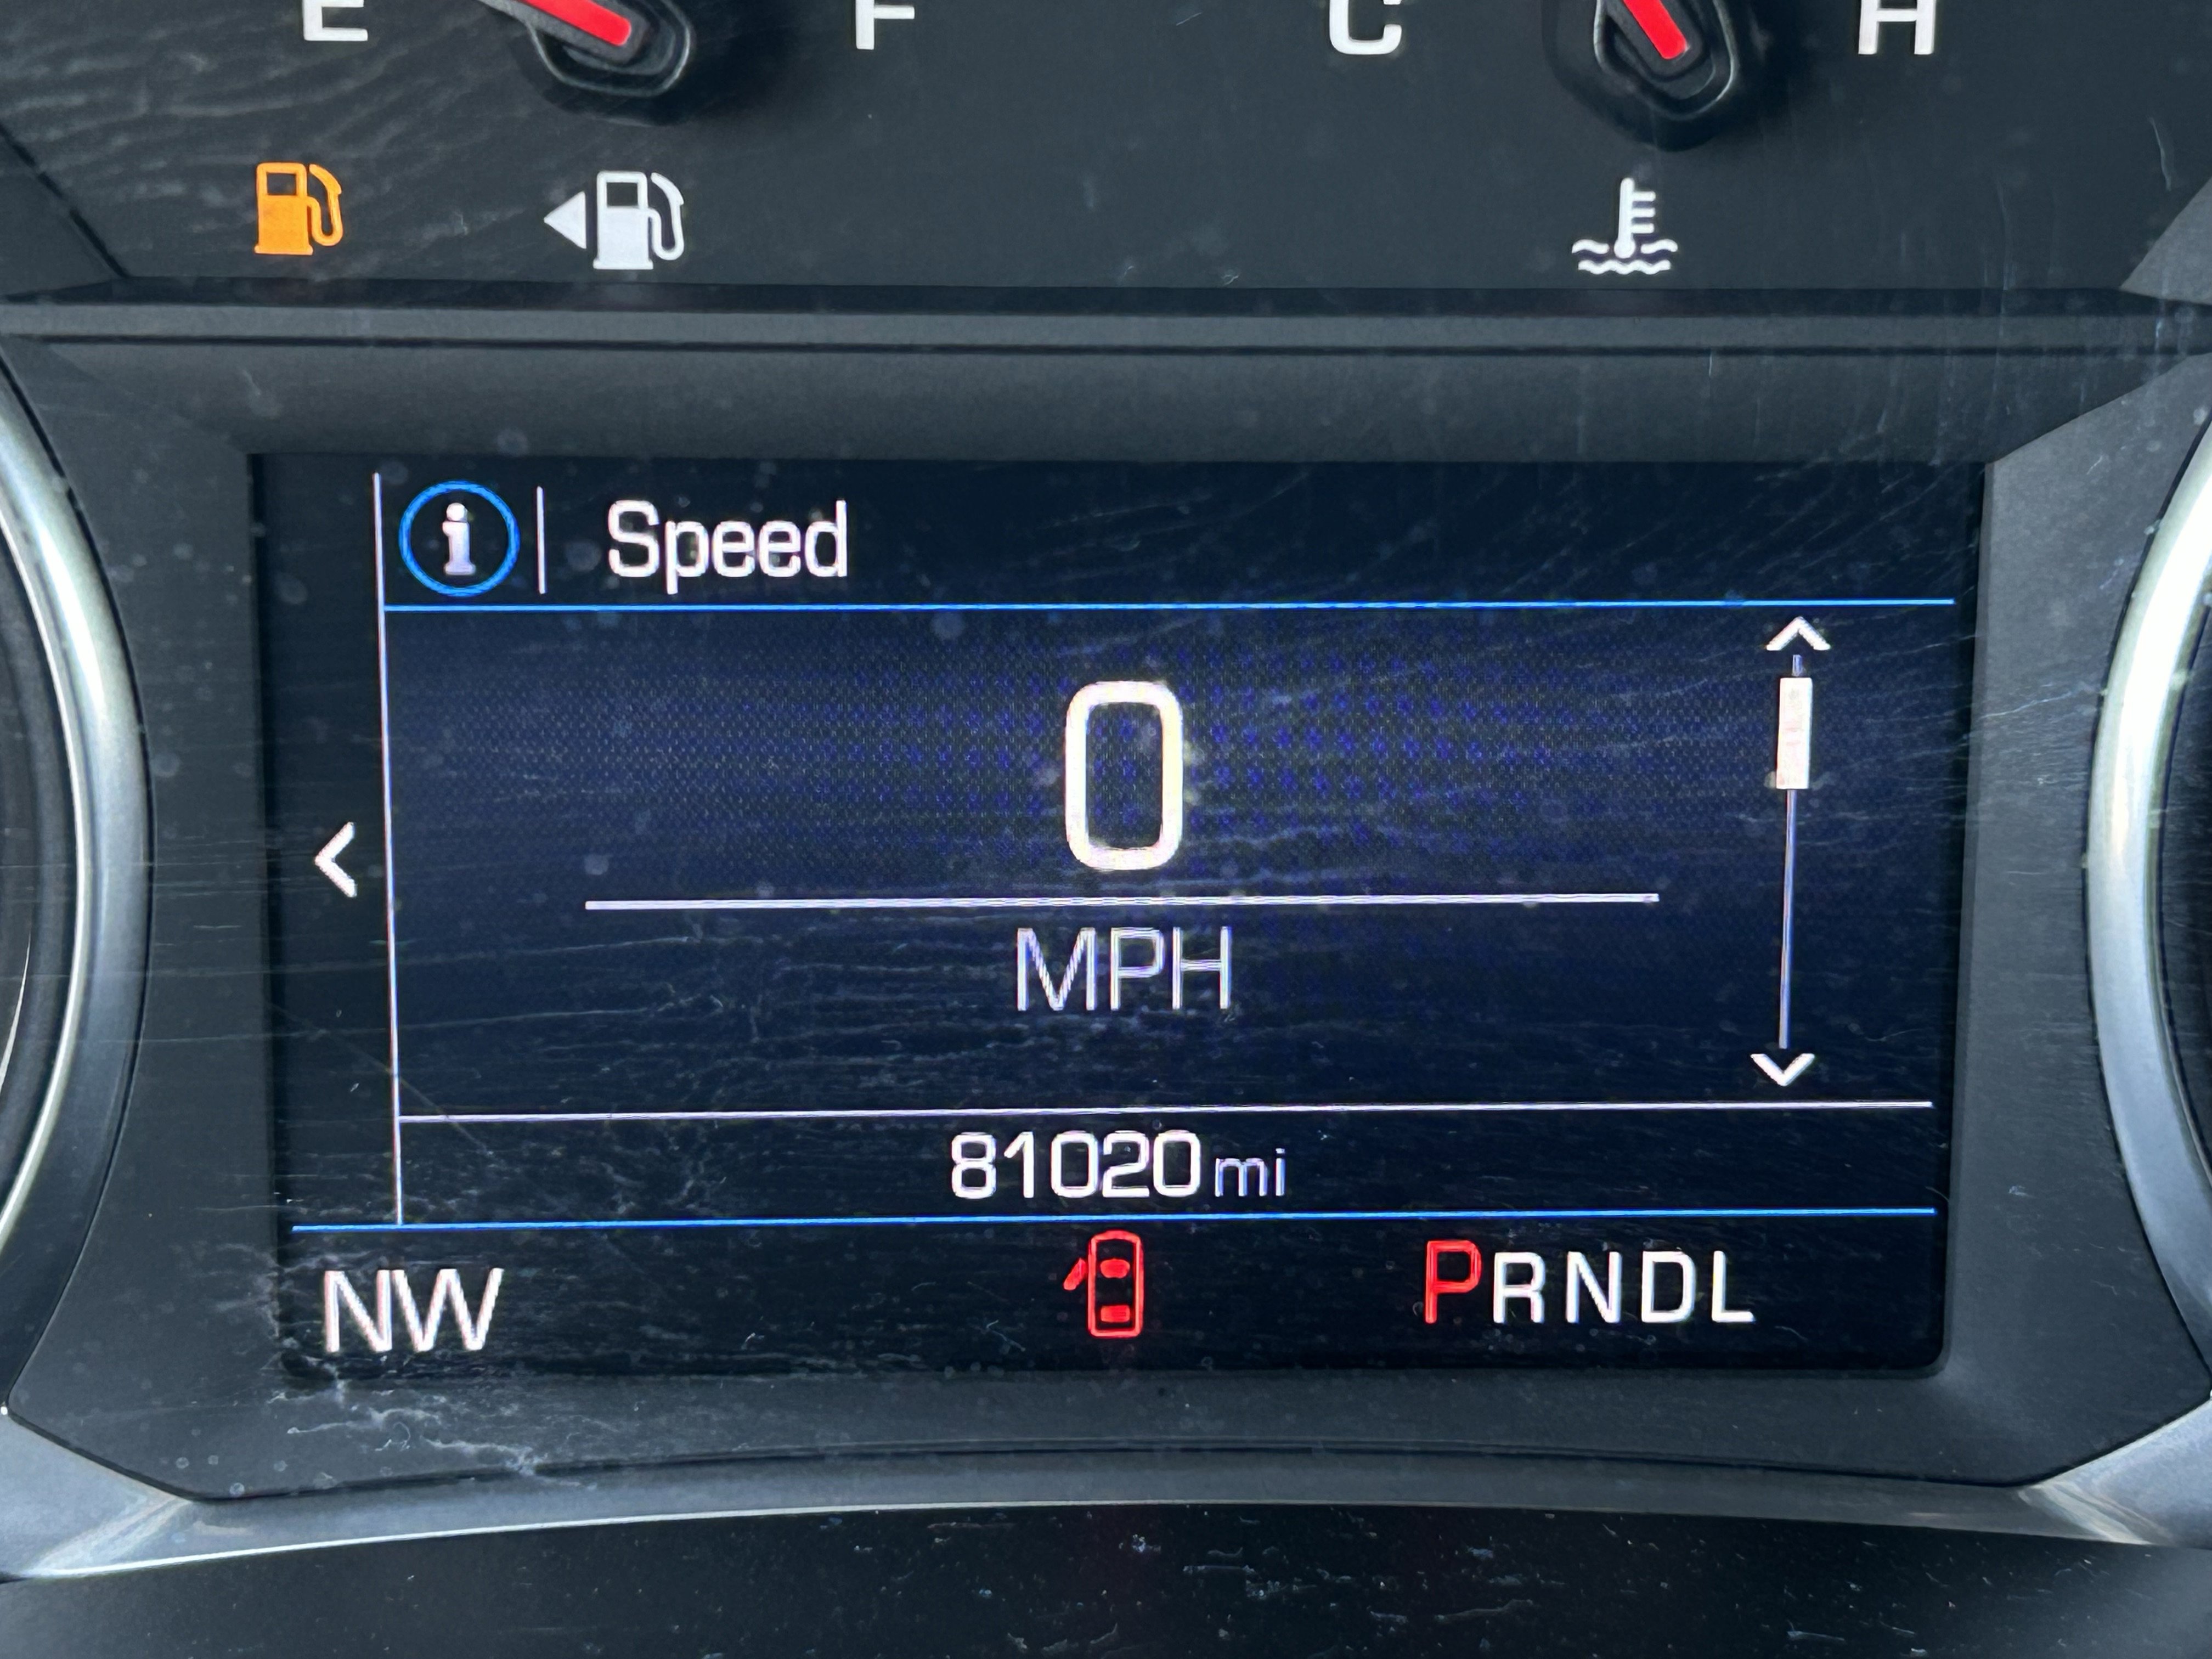 E F C H
i Speed
0
MPH
81020 mi
NW PRNDL